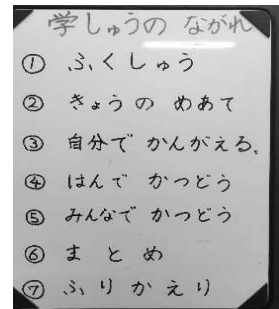 学しゅうの ながれ
① ふくしゅう
② きょうの めあて
③ 自分で かんがえる。
④ はんで かつどう
⑤ みんなで かつどう
⑥ まとめ
⑦ ふりかえり